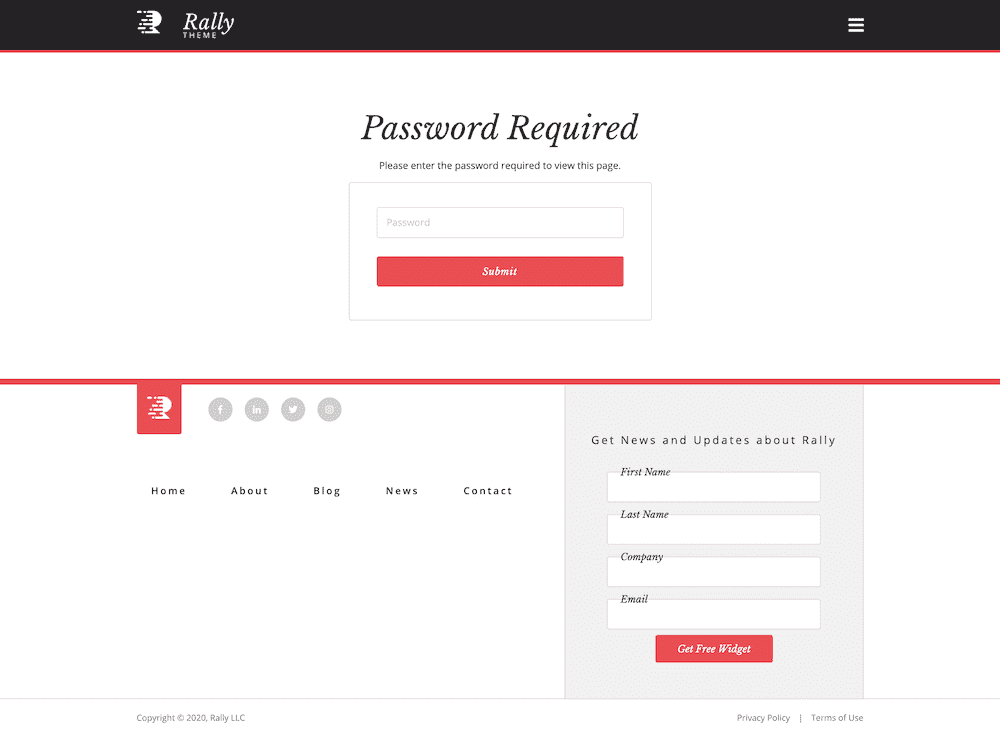 Rally
THEME
Password Required
Please enter the password required to view this page.
Password
Submit
Get News and Updates about Rally
First Name
Last Name
Company
Email
Get Free Widget
Home About Blog News Contact
Copyright © 2020, Rally LLC
Privacy Policy | Terms of Use